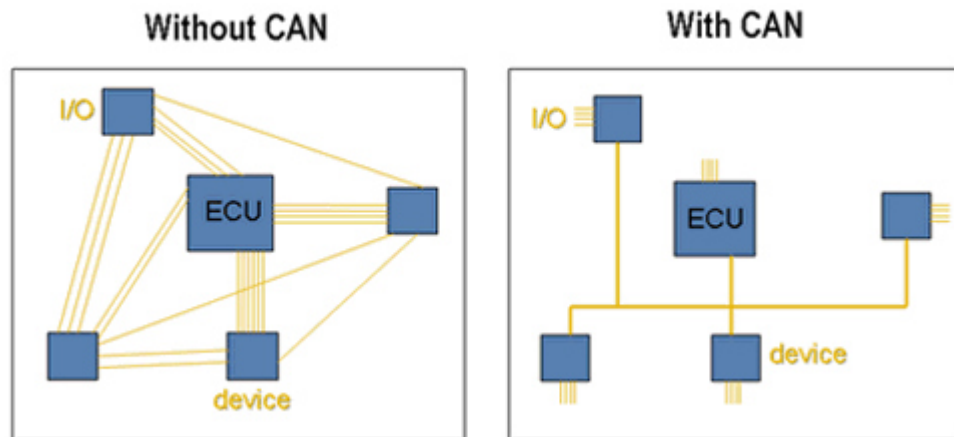 Without CAN
With CAN
I/O
ECU
device
I/O
ECU
device